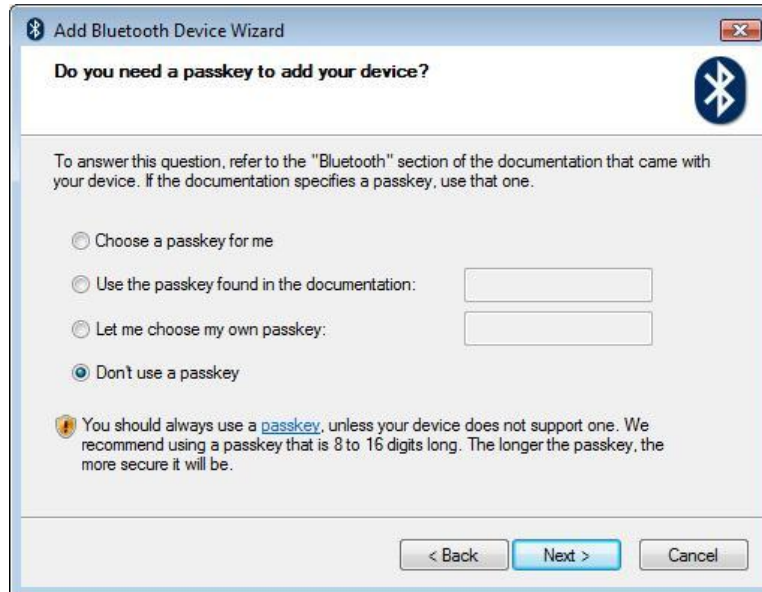 Add Bluetooth Device Wizard
Do you need a passkey to add your device?
To answer this question, refer to the "Bluetooth" section of the documentation that came with
your device. If the documentation specifies a passkey, use that one.
Choose a passkey for me
Use the passkey found in the documentation:
Let me choose my own passkey:
Don't use a passkey
You should always use a passkey, unless your device does not support one. We
recommend using a passkey that is 8 to 16 digits long. The longer the passkey, the
more secure it will be.
< Back Next > Cancel